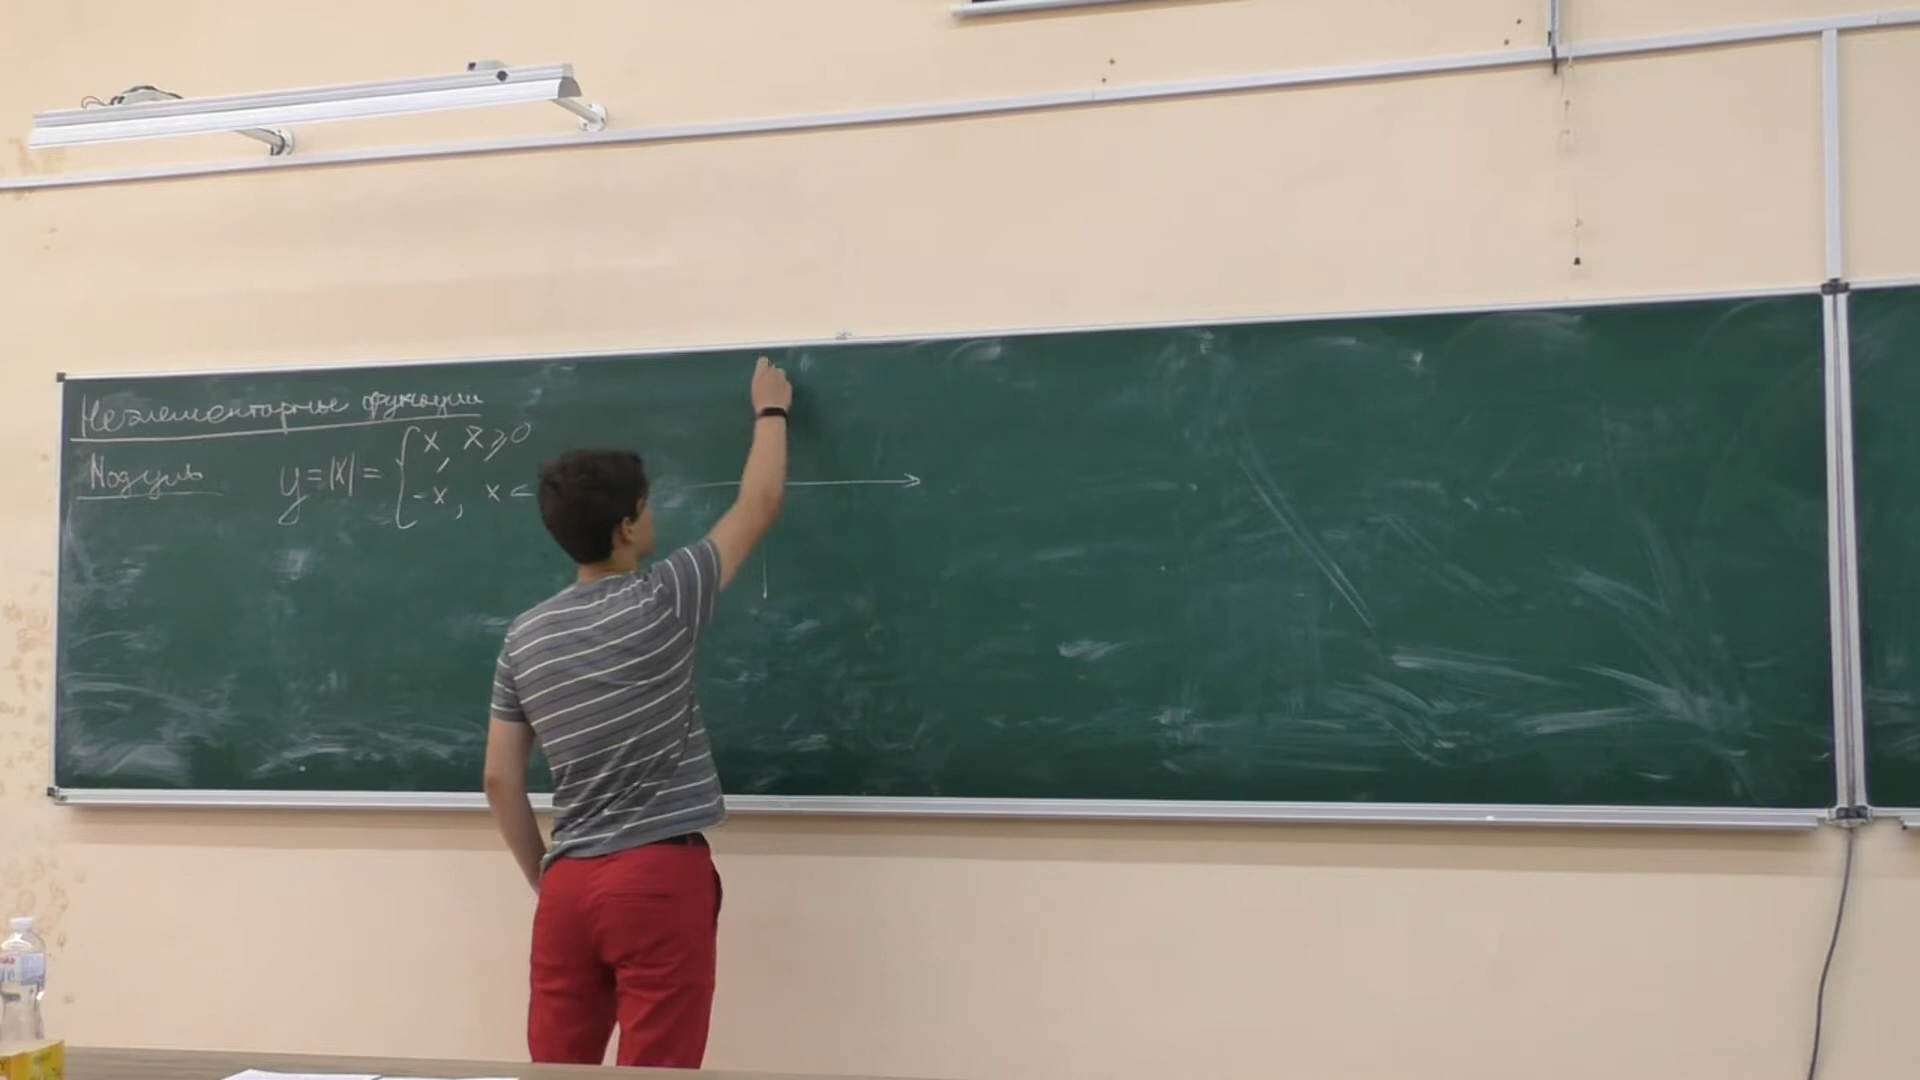 Неэлементарные функции
Модуль y = |x| = { x, x ⩾ 0
-x, x <